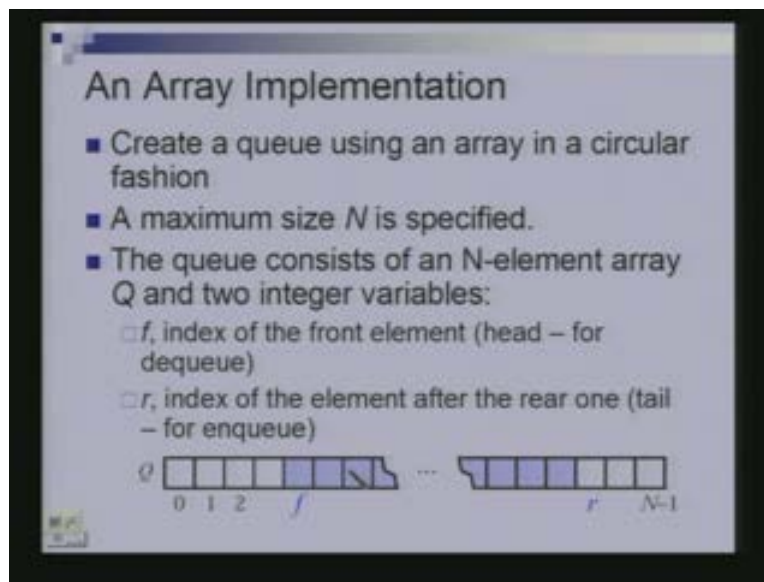 An Array Implementation
Create a queue using an array in a circular
fashion
A maximum size N is specified.
The queue consists of an N-element array
Q and two integer variables:
f, index of the front element (head – for
dequeue)
r, index of the element after the rear one (tail
– for enqueue)
Q ...
0 1 2 f r N-1